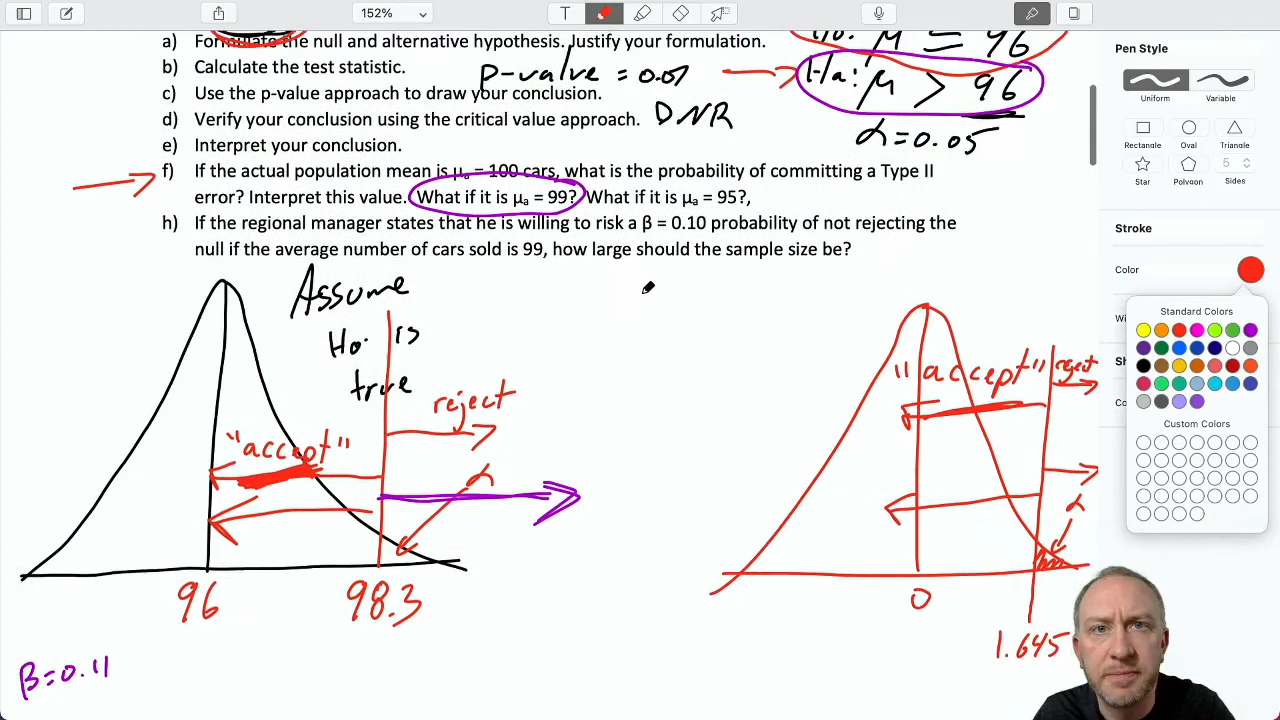 152%
T
a) Formulate the null and alternative hypothesis. Justify your formulation.
μ ≤ 96
b) Calculate the test statistic.
p-value = 0.07
Ha: μ > 96
c) Use the p-value approach to draw your conclusion.
d) Verify your conclusion using the critical value approach.
DNR
α = 0.05
e) Interpret your conclusion.
f) If the actual population mean is μa = 100 cars, what is the probability of committing a Type II
error? Interpret this value. What if it is μa = 99? What if it is μa = 95?,
h) If the regional manager states that he is willing to risk a β = 0.10 probability of not rejecting the
null if the average number of cars sold is 99, how large should the sample size be?
Assume
Ho. is
true
reject
"accept"
α
96
98.3
β=0.11
"accept"
reject
α
0
1.645
Pen Style
Uniform
Variable
Rectangle
Oval
Triangle
Star
Polygon
5
Sides
Stroke
Color
Wi
Sh
Co
Standard Colors
Custom Colors